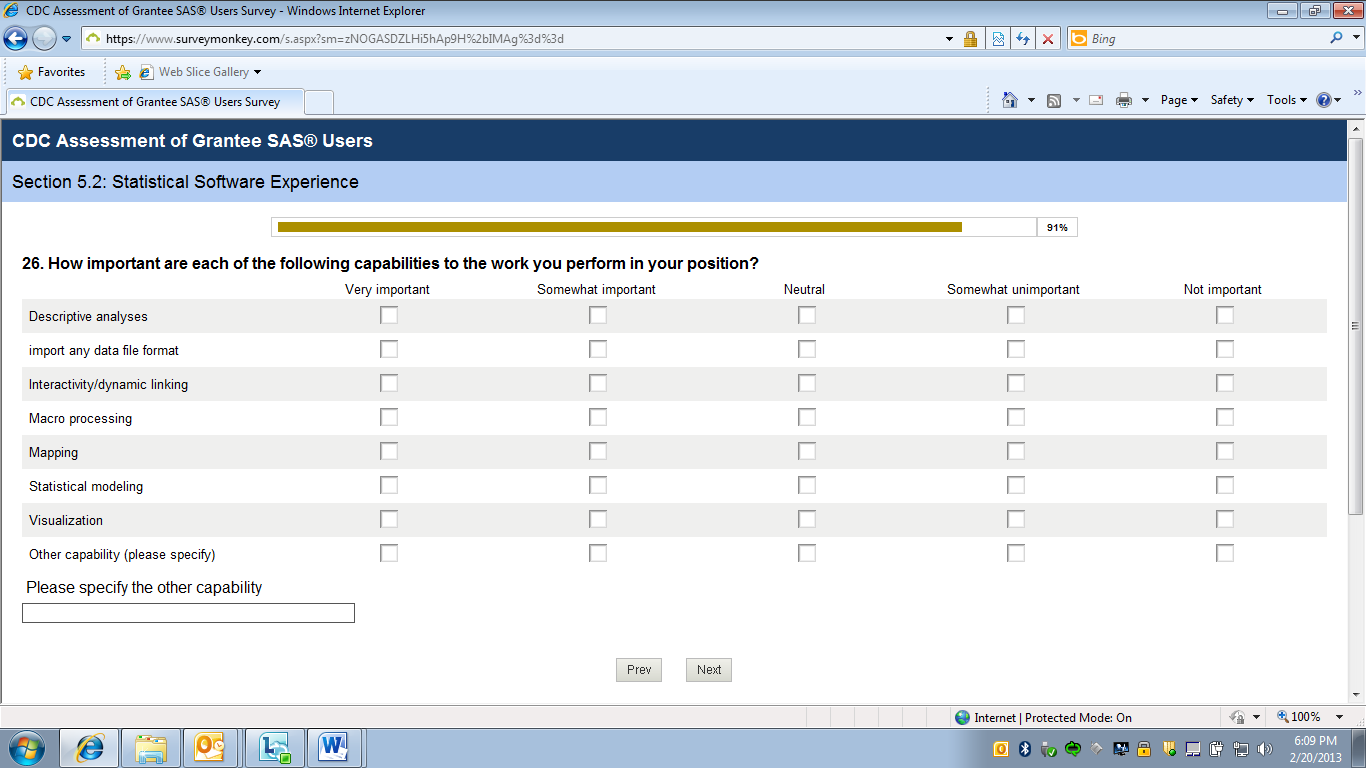 CDC Assessment of Grantee SAS® Users Survey - Windows Internet Explorer
https://www.surveymonkey.com/s.aspx?sm=zNOGASDZLHi5hAp9H%2bIMAg%3d%3d
Bing
Favorites
Web Slice Gallery
CDC Assessment of Grantee SAS® Users Survey
Page
Safety
Tools
CDC Assessment of Grantee SAS® Users
Section 5.2: Statistical Software Experience
91%
26. How important are each of the following capabilities to the work you perform in your position?
Very important Somewhat important Neutral Somewhat unimportant Not important
Descriptive analyses
import any data file format
Interactivity/dynamic linking
Macro processing
Mapping
Statistical modeling
Visualization
Other capability (please specify)
Please specify the other capability
Prev Next
Internet | Protected Mode: On
100%
6:09 PM
2/20/2013